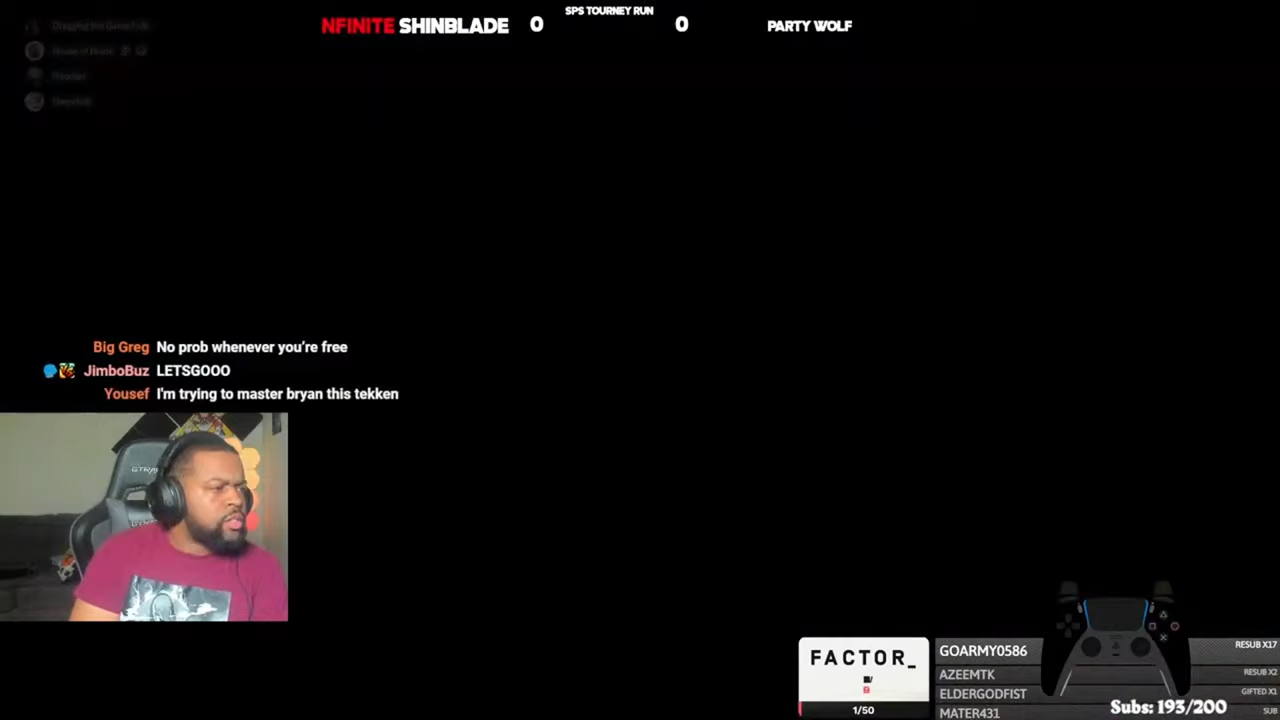 SPS TOURNEY RUN
NFINITE SHINBLADE 0 0 PARTY WOLF
Big Greg No prob whenever you're free
JimboBuz LETSGOOO
Yousef I'm trying to master bryan this tekken
GTRACING
FACTOR_
1/50
GOARMY0586 RESUB X17
AZEEMTK RESUB X2
ELDERGODFIST GIFTED X1
MATER431 SUB
Subs: 193/200